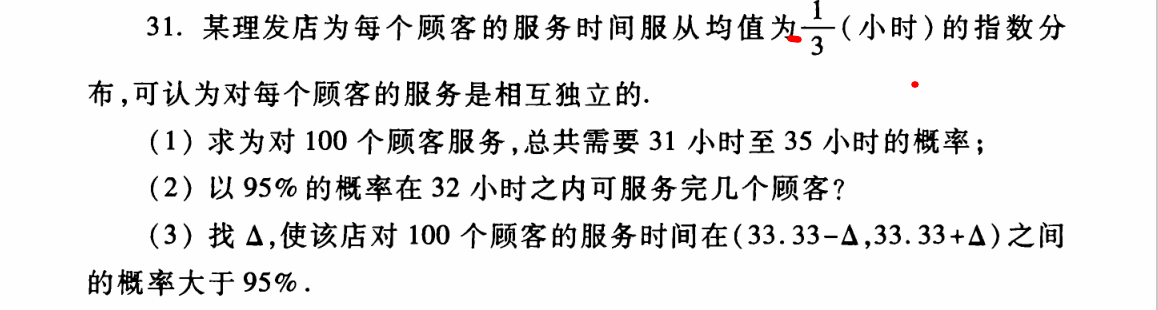 31. 某理发店为每个顾客的服务时间服从均值为 1/3 (小时)的指数分
布,可认为对每个顾客的服务是相互独立的.
(1) 求为对 100 个顾客服务,总共需要 31 小时至 35 小时的概率;
(2) 以 95% 的概率在 32 小时之内可服务完几个顾客?
(3) 找 Δ,使该店对 100 个顾客的服务时间在(33.33-Δ,33.33+Δ)之间
的概率大于 95%.